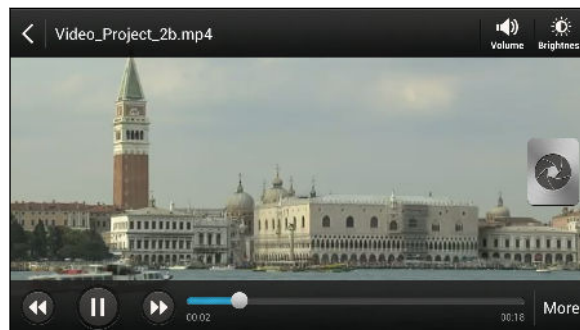 Video_Project_2b.mp4
Volume
Brightnes
00:02
00:18
More